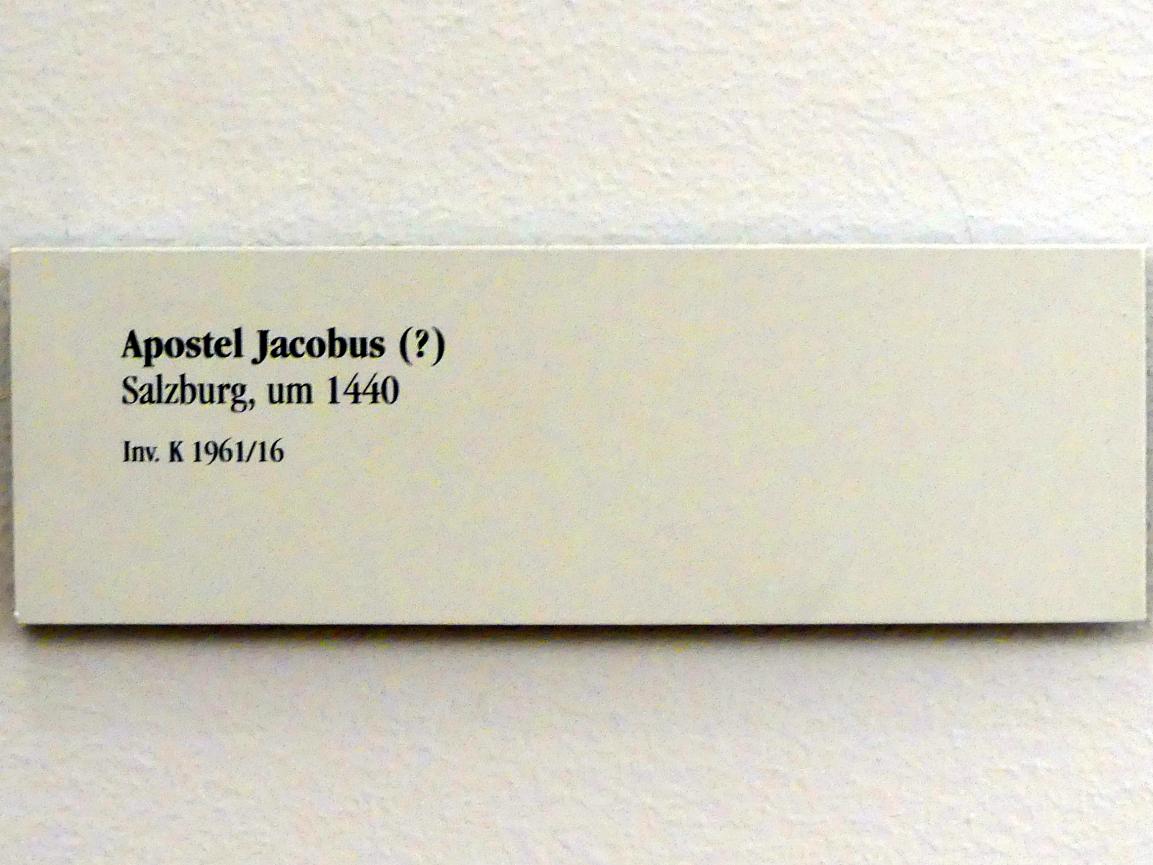 Apostel Jacobus (?)
Salzburg, um 1440
Inv. K 1961/16